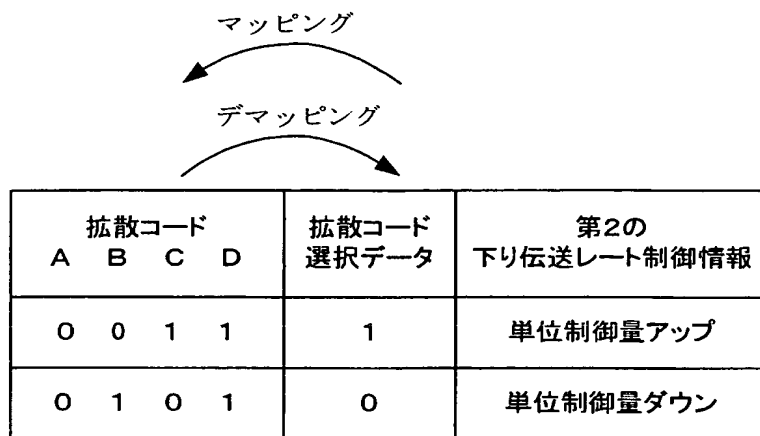 マッピング
デマッピング
拡散コード
A B C D
拡散コード
選択データ
第2の
下り伝送レート制御情報
0 0 1 1
1
単位制御量アップ
0 1 0 1
0
単位制御量ダウン